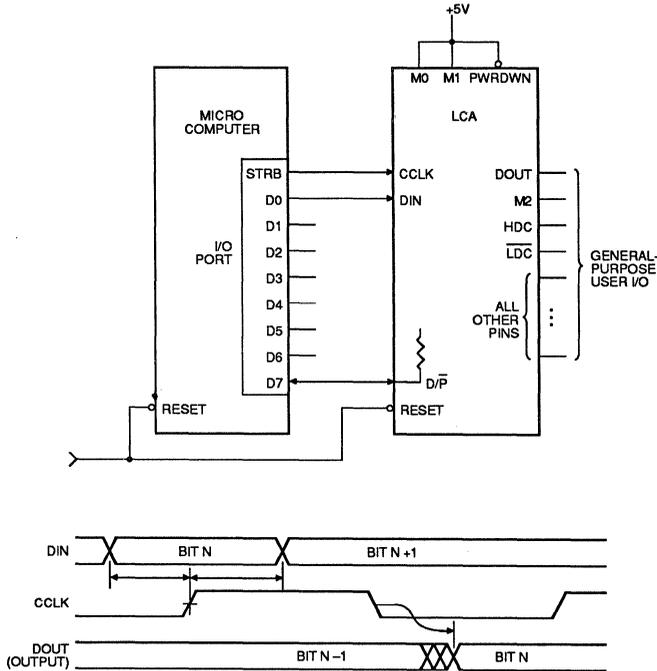 +5V
M0 M1 PWRDWN
MICRO
COMPUTER
LCA
STRB
CCLK
DOUT
D0
DIN
M2
D1
HDC
I/O
PORT
D2
LDC
GENERAL-
PURPOSE
USER I/O
D3
ALL
OTHER
PINS
D4
D5
D6
D7
D/P
RESET
RESET
DIN
BIT N
BIT N +1
CCLK
DOUT
(OUTPUT)
BIT N –1
BIT N